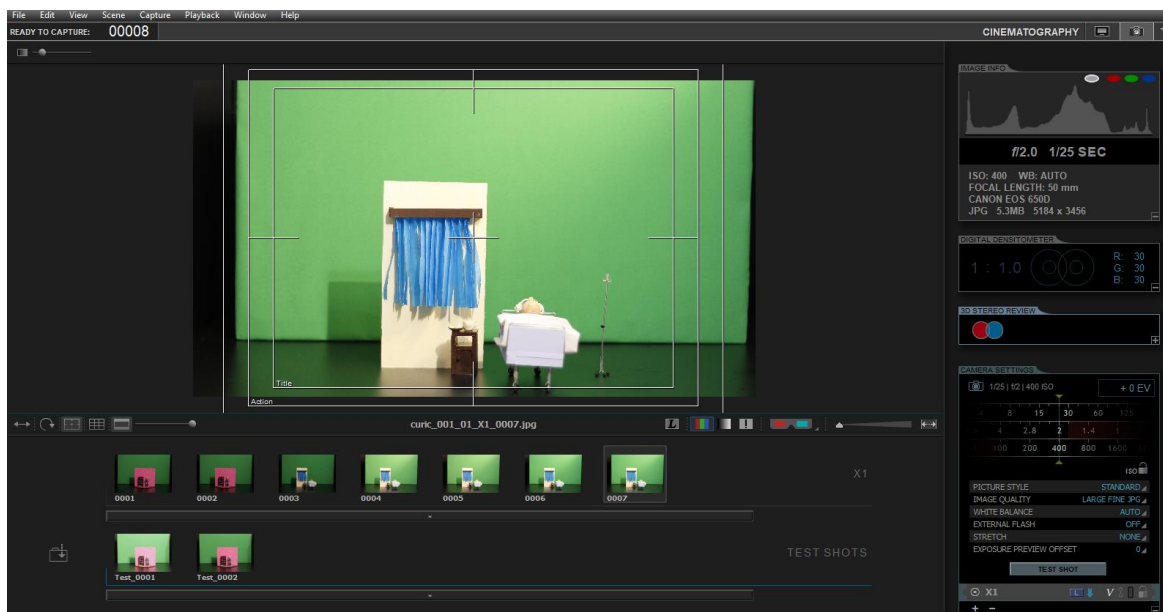 File Edit View Scene Capture Playback Window Help
READY TO CAPTURE: 00008
CINEMATOGRAPHY
IMAGE INFO
f/2.0 1/25 SEC
ISO: 400 WB: AUTO
FOCAL LENGTH: 50 mm
CANON EOS 650D
JPG 5.3MB 5184 x 3456
DIGITAL DENSITOMETER
1 : 1.0
R: 30
G: 30
B: 30
3D STEREO REVIEW
Title
Action
CAMERA SETTINGS
1/25 | f/2 | 400 ISO + 0 EV
8 15 30 60 125
4 2.8 2 1.4
100 200 400 800 1600
ISO
curic_001_01_X1_0007.jpg
X1
0001 0002 0003 0004 0005 0006 0007
PICTURE STYLE STANDARD
IMAGE QUALITY LARGE FINE JPG
WHITE BALANCE AUTO
EXTERNAL FLASH OFF
STRETCH NONE
EXPOSURE PREVIEW OFFSET 0
TEST SHOT
TEST SHOTS
Test_0001 Test_0002
X1 L V
+ −